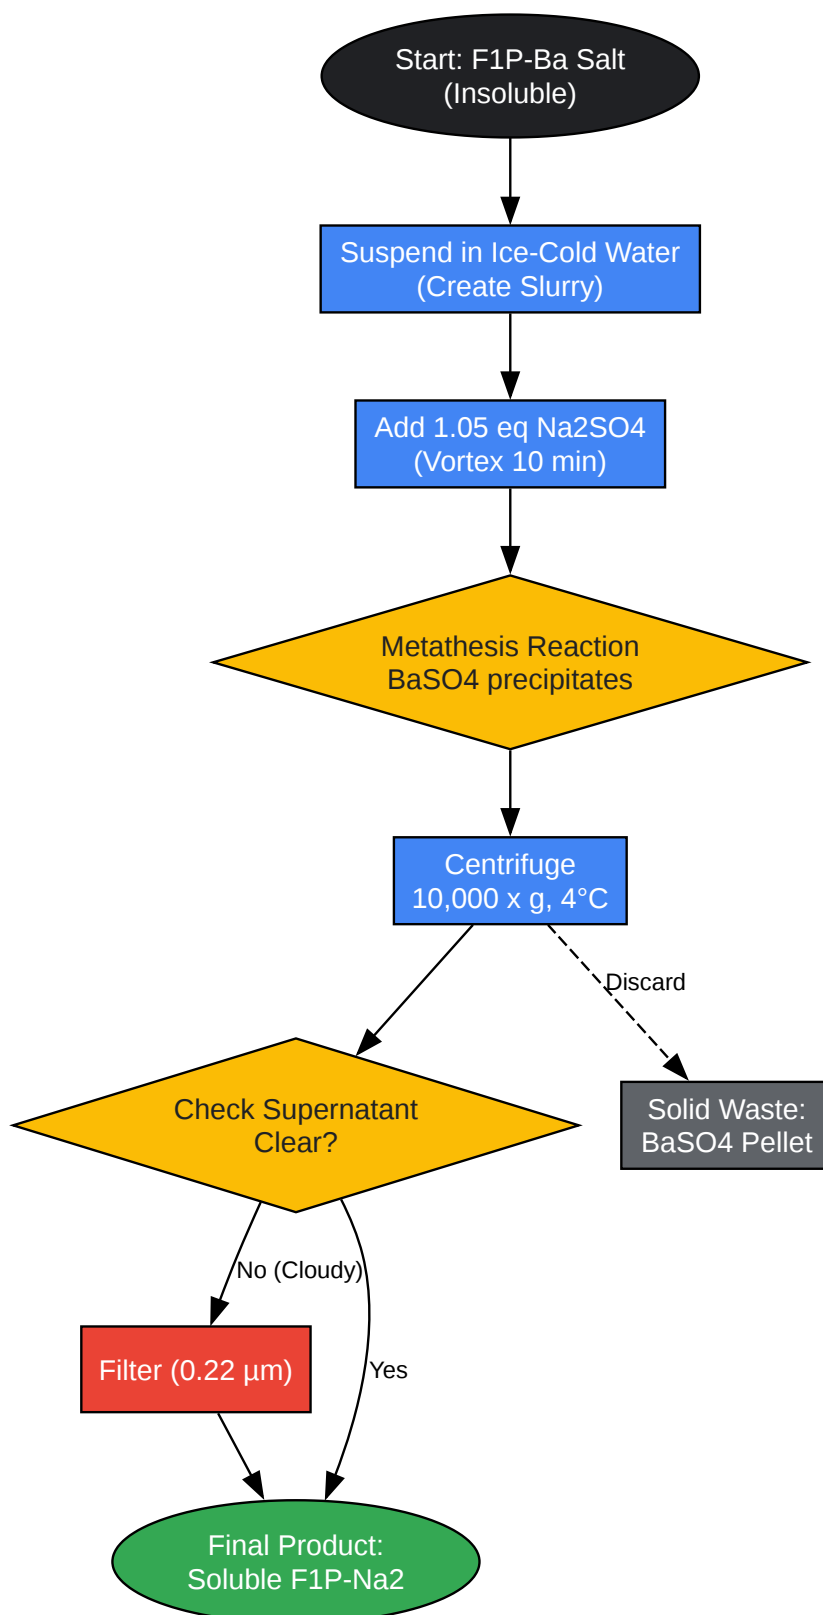 Start: F1P-Ba Salt
(Insoluble)
Suspend in Ice-Cold Water
(Create Slurry)
Add 1.05 eq Na2SO4
(Vortex 10 min)
Metathesis Reaction
BaSO4 precipitates
Centrifuge
10,000 x g, 4°C
Discard
Check Supernatant
Clear?
Solid Waste:
BaSO4 Pellet
No (Cloudy)
Filter (0.22 µm)
Yes
Final Product:
Soluble F1P-Na2